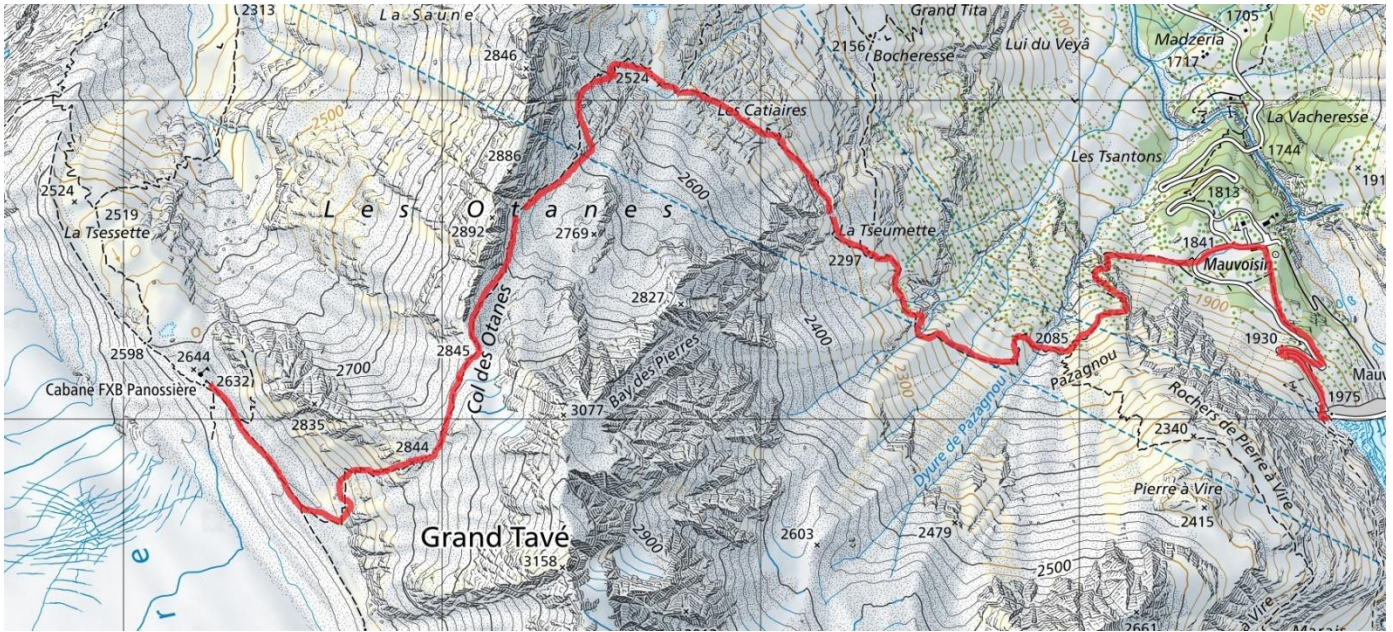 2313
La Saune
2846
Grand Tita
2156
Bocheresse
Lui du Veyâ
1700
1705
Madzeria
1717
2524
Les Catiaires
2500
La Vacheresse
1744
2886
2600
Les Tsantons
1813
2524
2519
La Tsessette
Les Otanes
2892
2769
La Tseumette
2297
1841
Mauvoisin
1900
2827
2400
2845
Col des Otanes
2085
1930
2598
2644
2632
2700
Cabane FXB Panossière
2300
Pazagnou
Bay des Pierres
3077
1975
2835
2844
Dyure de Pazagnou
Rochers de Pierre à Vire
2340
Pierre à Vire
2415
Grand Tavé
3158
2900
2603
2479
2500
2661